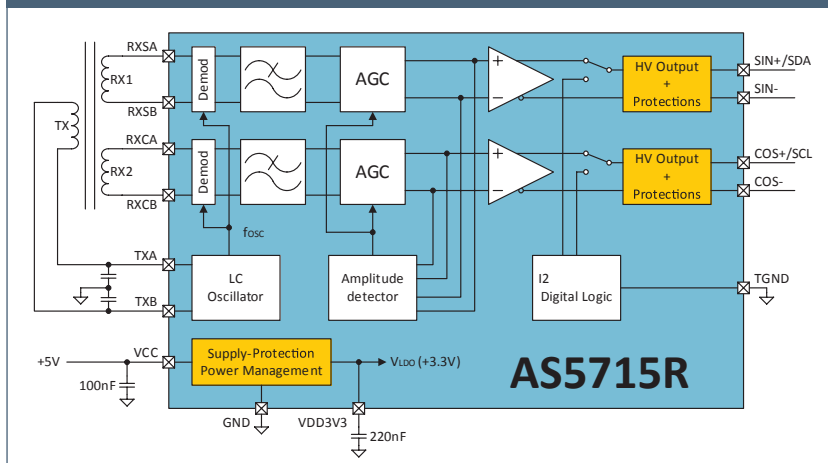 RXSA
RX1
RXSB
TX
RXCA
RX2
RXCB
TXA
TXB
Demod
AGC
+
−
HV Output
+
Protections
SIN+/SDA
SIN-
Demod
AGC
+
−
HV Output
+
Protections
COS+/SCL
COS-
fOSC
LC
Oscillator
Amplitude
detector
I2
Digital Logic
TGND
+5V
VCC
100nF
Supply-Protection
Power Management
VLDO (+3.3V)
AS5715R
GND
VDD3V3
220nF